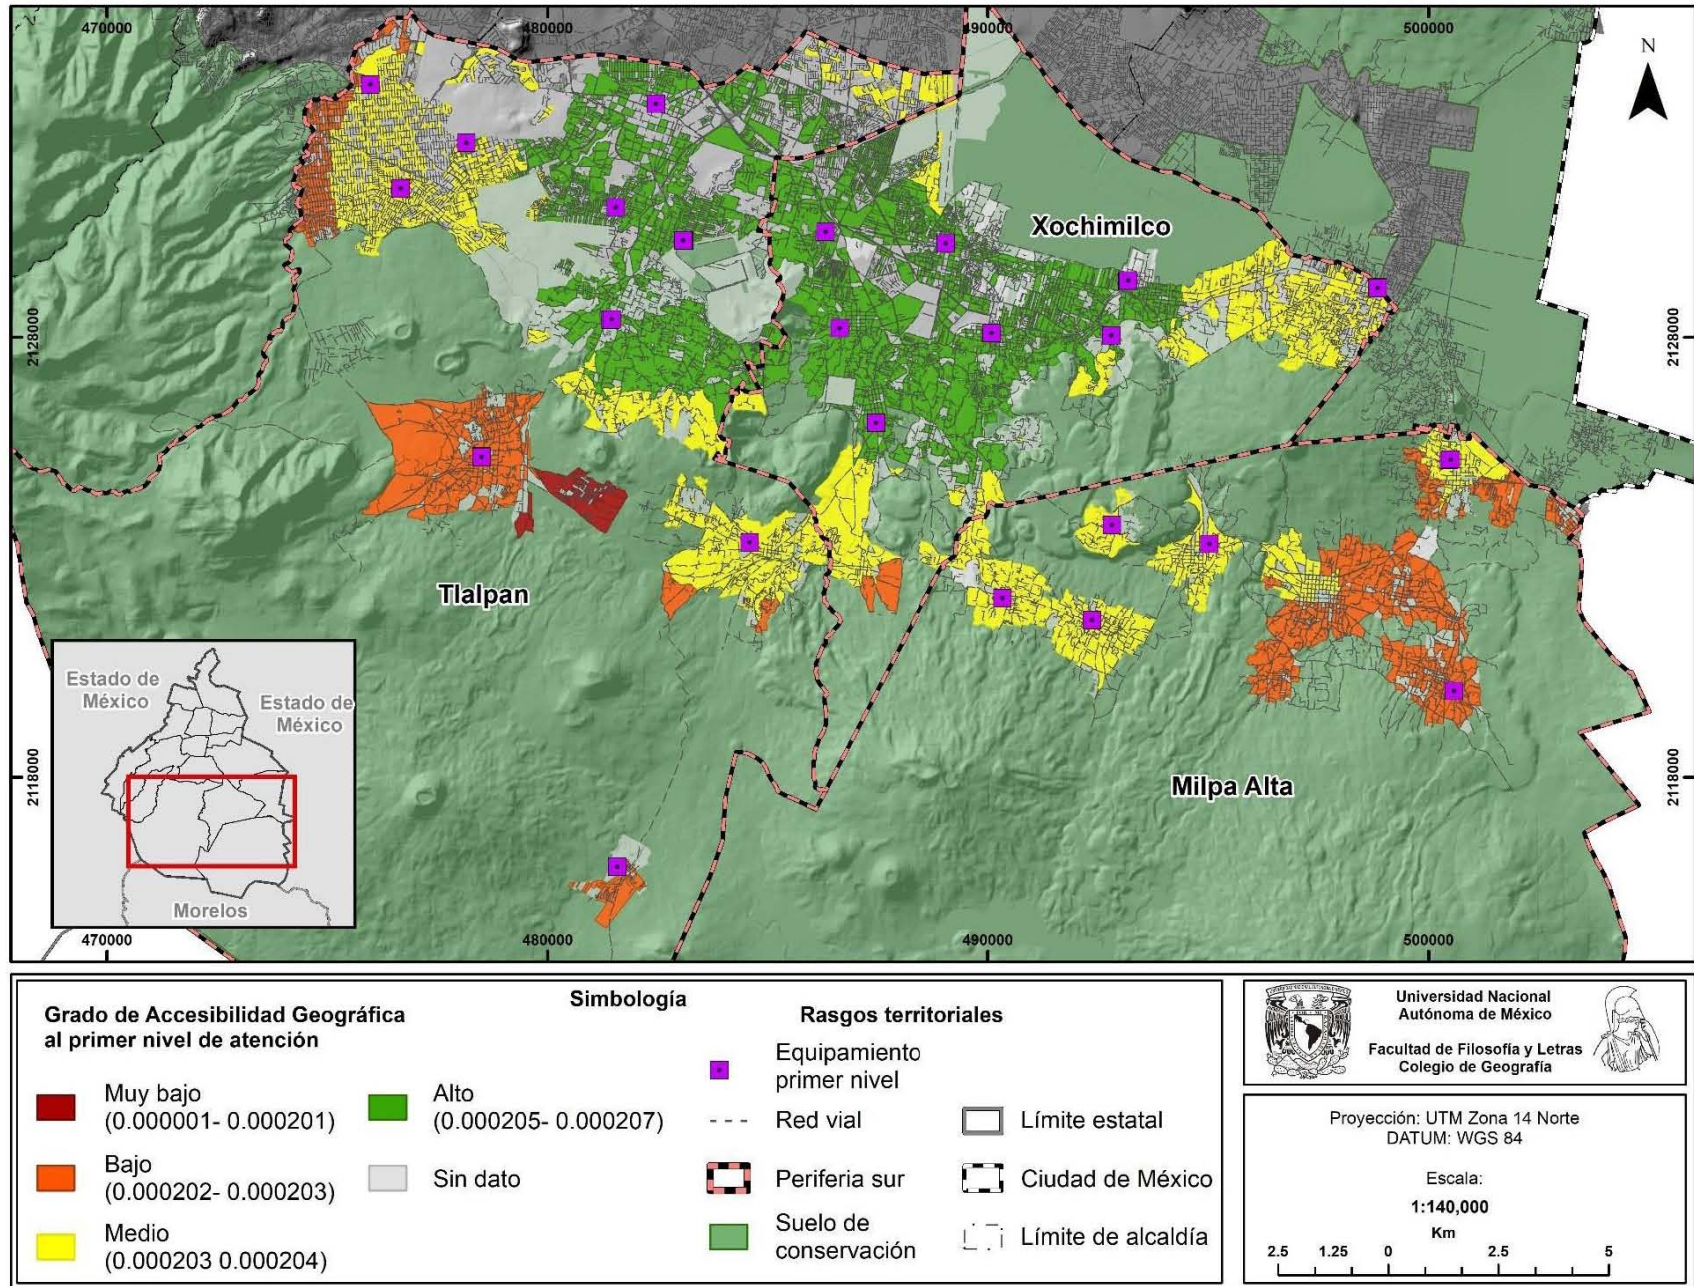 470000
480000
490000
500000
N
Xochimilco
2128000
2128000
Tlalpan
Milpa Alta
2118000
2118000
Estado de
México
Estado de
México
Morelos
470000
480000
490000
500000
Simbología
Grado de Accesibilidad Geográfica
al primer nivel de atención
Muy bajo
(0.000001- 0.000201)
Bajo
(0.000202- 0.000203)
Medio
(0.000203 0.000204)
Alto
(0.000205- 0.000207)
Sin dato
Rasgos territoriales
Equipamiento
primer nivel
Red vial
Periferia sur
Suelo de
conservación
Límite estatal
Ciudad de México
Límite de alcaldía
Universidad Nacional
Autónoma de México
Facultad de Filosofía y Letras
Colegio de Geografía
Proyección: UTM Zona 14 Norte
DATUM: WGS 84
Escala:
1:140,000
Km
2.5 1.25 0 2.5 5